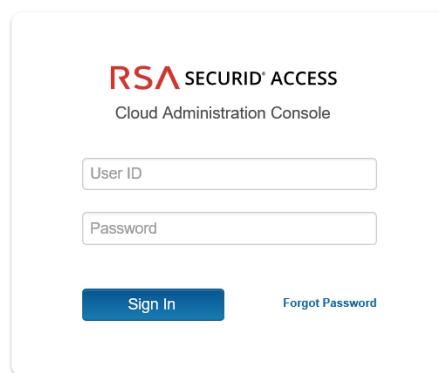 RSA SECURID® ACCESS
Cloud Administration Console
User ID
Password
Sign In
Forgot Password